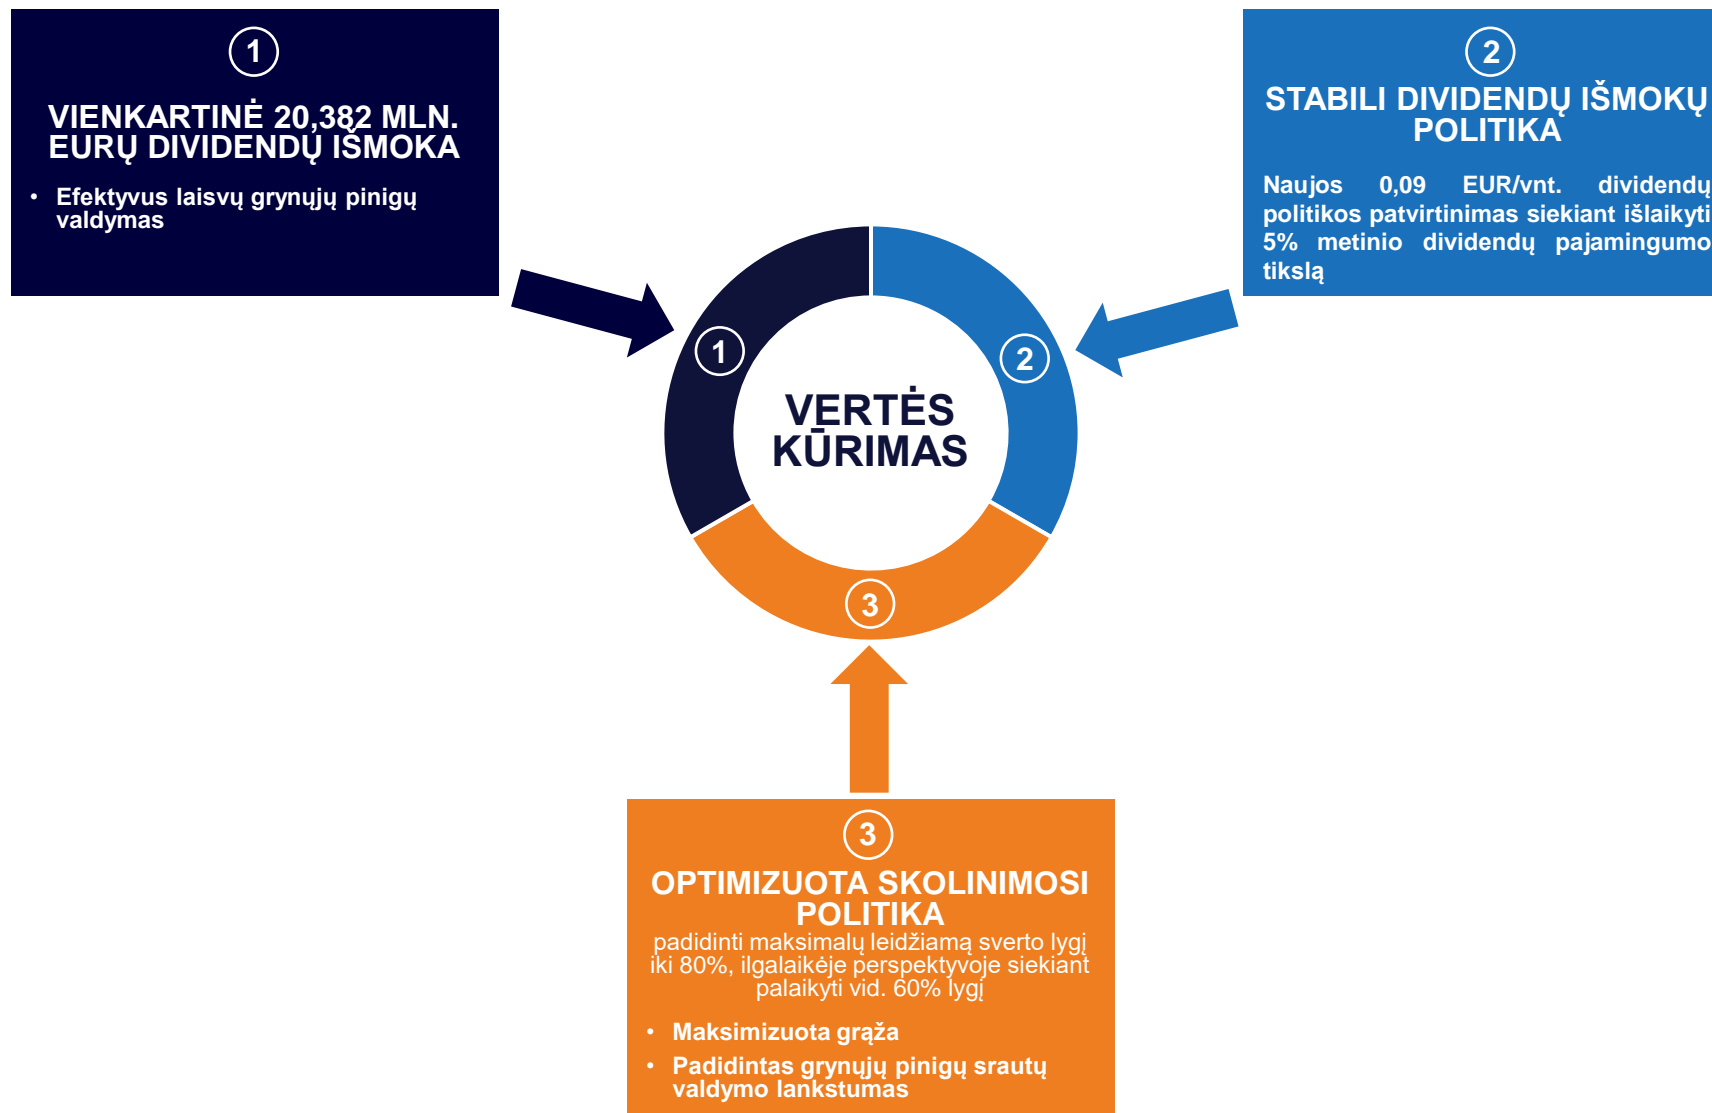 1
VIENKARTINĖ 20,382 MLN.
EURŲ DIVIDENDŲ IŠMOKA
• Efektyvus laisvų grynųjų pinigų
valdymas
2
STABILI DIVIDENDŲ IŠMOKŲ
POLITIKA
Naujos 0,09 EUR/vnt. dividendų
politikos patvirtinimas siekiant išlaikyti
5% metinio dividendų pajamingumo
tikslą
1
2
VERTĖS
KŪRIMAS
3
3
OPTIMIZUOTA SKOLINIMOSI
POLITIKA
padidinti maksimalų leidžiamą sverto lygį
iki 80%, ilgalaikėje perspektyvoje siekiant
palaikyti vid. 60% lygį
• Maksimizuota grąža
• Padidintas grynųjų pinigų srautų
valdymo lankstumas